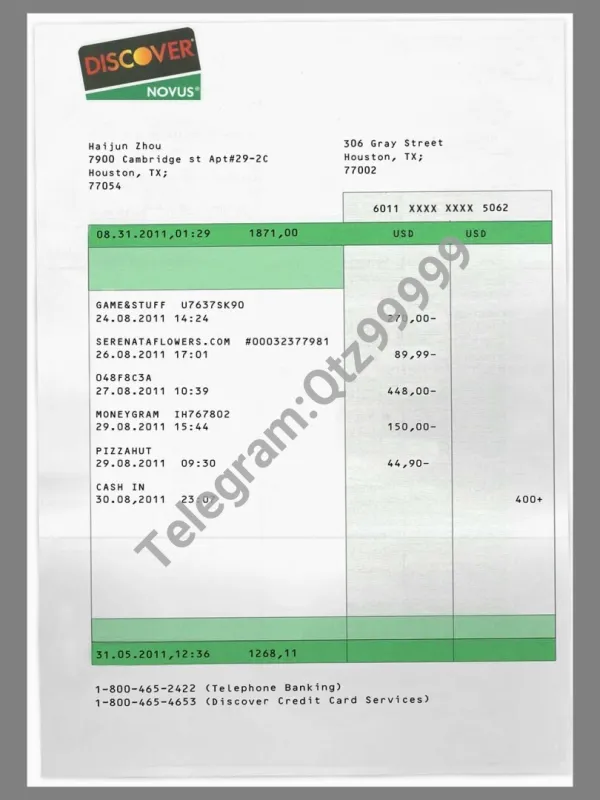 DISCOVER®
NOVUS®
Haijun Zhou
7900 Cambridge st Apt#29-2C
Houston, TX;
77054
306 Gray Street
Houston, TX;
77002
6011 XXXX XXXX 5062
08.31.2011,01:29 1871,00 USD USD
GAME&STUFF U7637SK90
24.08.2011 14:24 ,00-
SERENATAFLOWERS.COM #00032377981
26.08.2011 17:01 89,99-
048F8C3A
27.08.2011 10:39 448,00-
MONEYGRAM IH767802
29.08.2011 15:44 150,00-
PIZZAHUT
29.08.2011 09:30 44,90-
CASH IN
30.08,2011 400+
31.05.2011,12:36 1268,11
1-800-465-2422 (Telephone Banking)
1-800-465-4653 (Discover Credit Card Services)
Telegram:Qtz99999